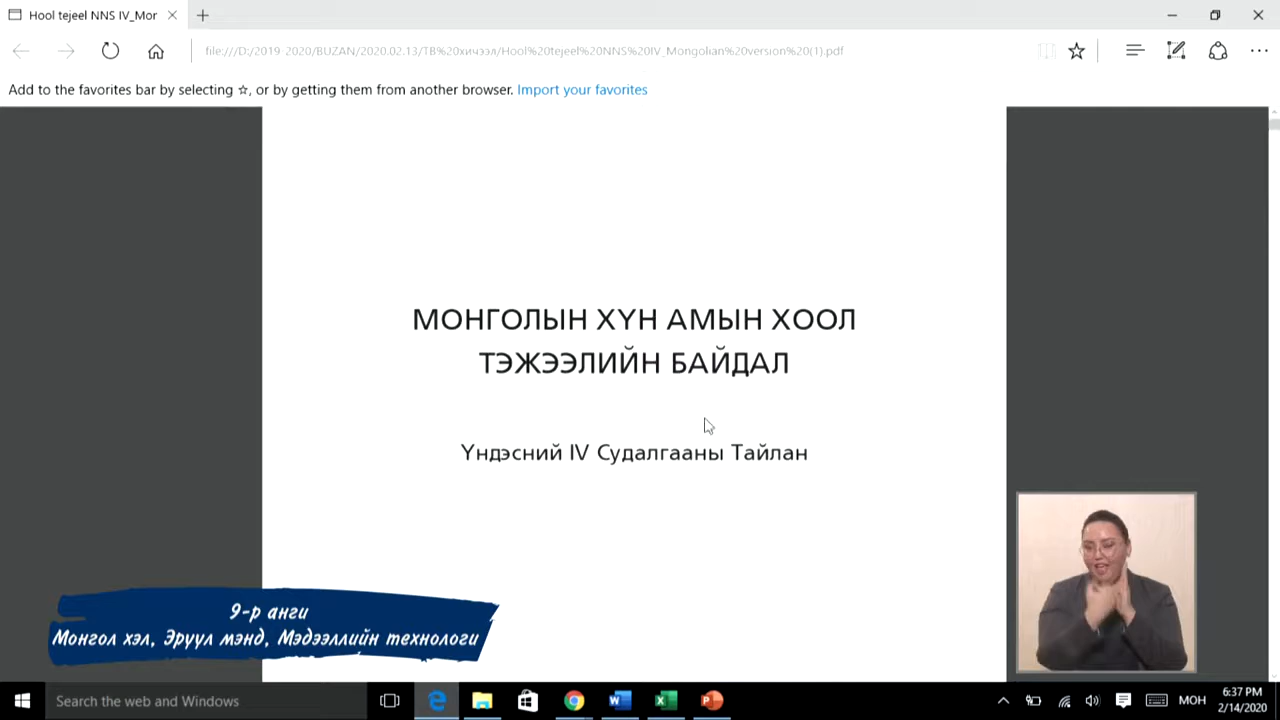 Hool tejeel NNS IV_Mor
file:///D:/2019-2020/BUZAN/2020.02.13/ТВ%20хичээл/Hool%20tejeel%20NNS%20IV_Mongolian%20version%20(1).pdf
Add to the favorites bar by selecting ☆, or by getting them from another browser. Import your favorites
МОНГОЛЫН ХҮН АМЫН ХООЛ
ТЭЖЭЭЛИЙН БАЙДАЛ
Үндэсний IV Судалгааны Тайлан
9-р анги
Монгол хэл, Эрүүл мэнд, Мэдээллийн технологи
Search the web and Windows
МОН
6:37 PM
2/14/2020